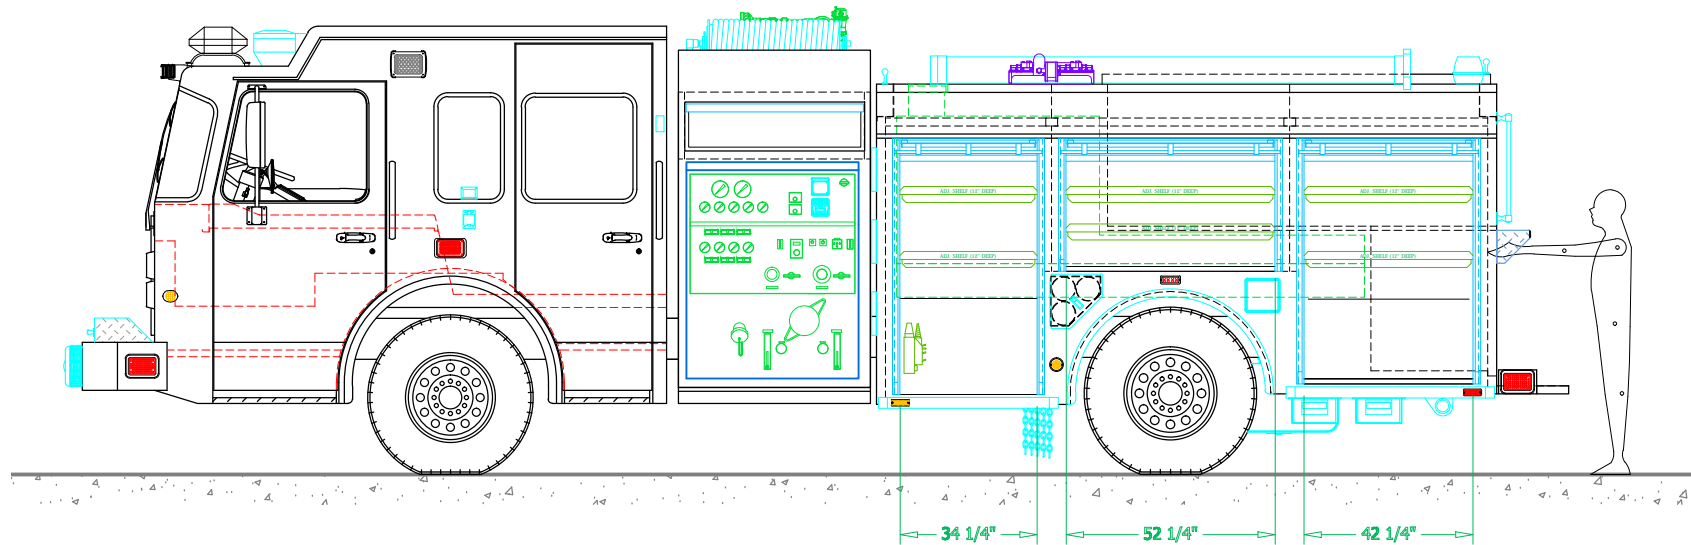 ADJ. SHELF (12" DEEP)
ADJ. SHELF (12" DEEP)
ADJ. SHELF (12" DEEP)
ADJ. SHELF (12" DEEP)
ADJ. SHELF (12" DEEP)
34 1/4"
52 1/4"
42 1/4"